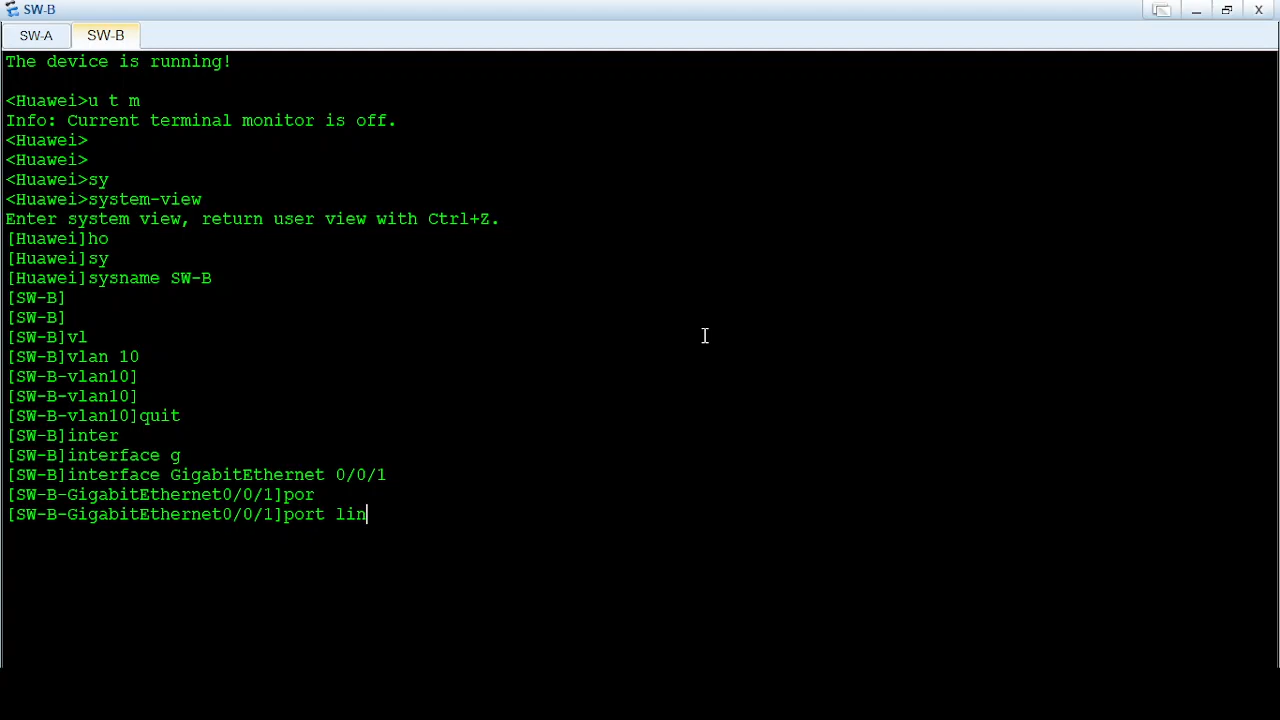 SW-B
SW-A
SW-B
The device is running!
<Huawei>u t m
Info: Current terminal monitor is off.
<Huawei>
<Huawei>
<Huawei>sy
<Huawei>system-view
Enter system view, return user view with Ctrl+Z.
[Huawei]ho
[Huawei]sy
[Huawei]sysname SW-B
[SW-B]
[SW-B]
[SW-B]vl
[SW-B]vlan 10
[SW-B-vlan10]
[SW-B-vlan10]
[SW-B-vlan10]quit
[SW-B]inter
[SW-B]interface g
[SW-B]interface GigabitEthernet 0/0/1
[SW-B-GigabitEthernet0/0/1]por
[SW-B-GigabitEthernet0/0/1]port lin